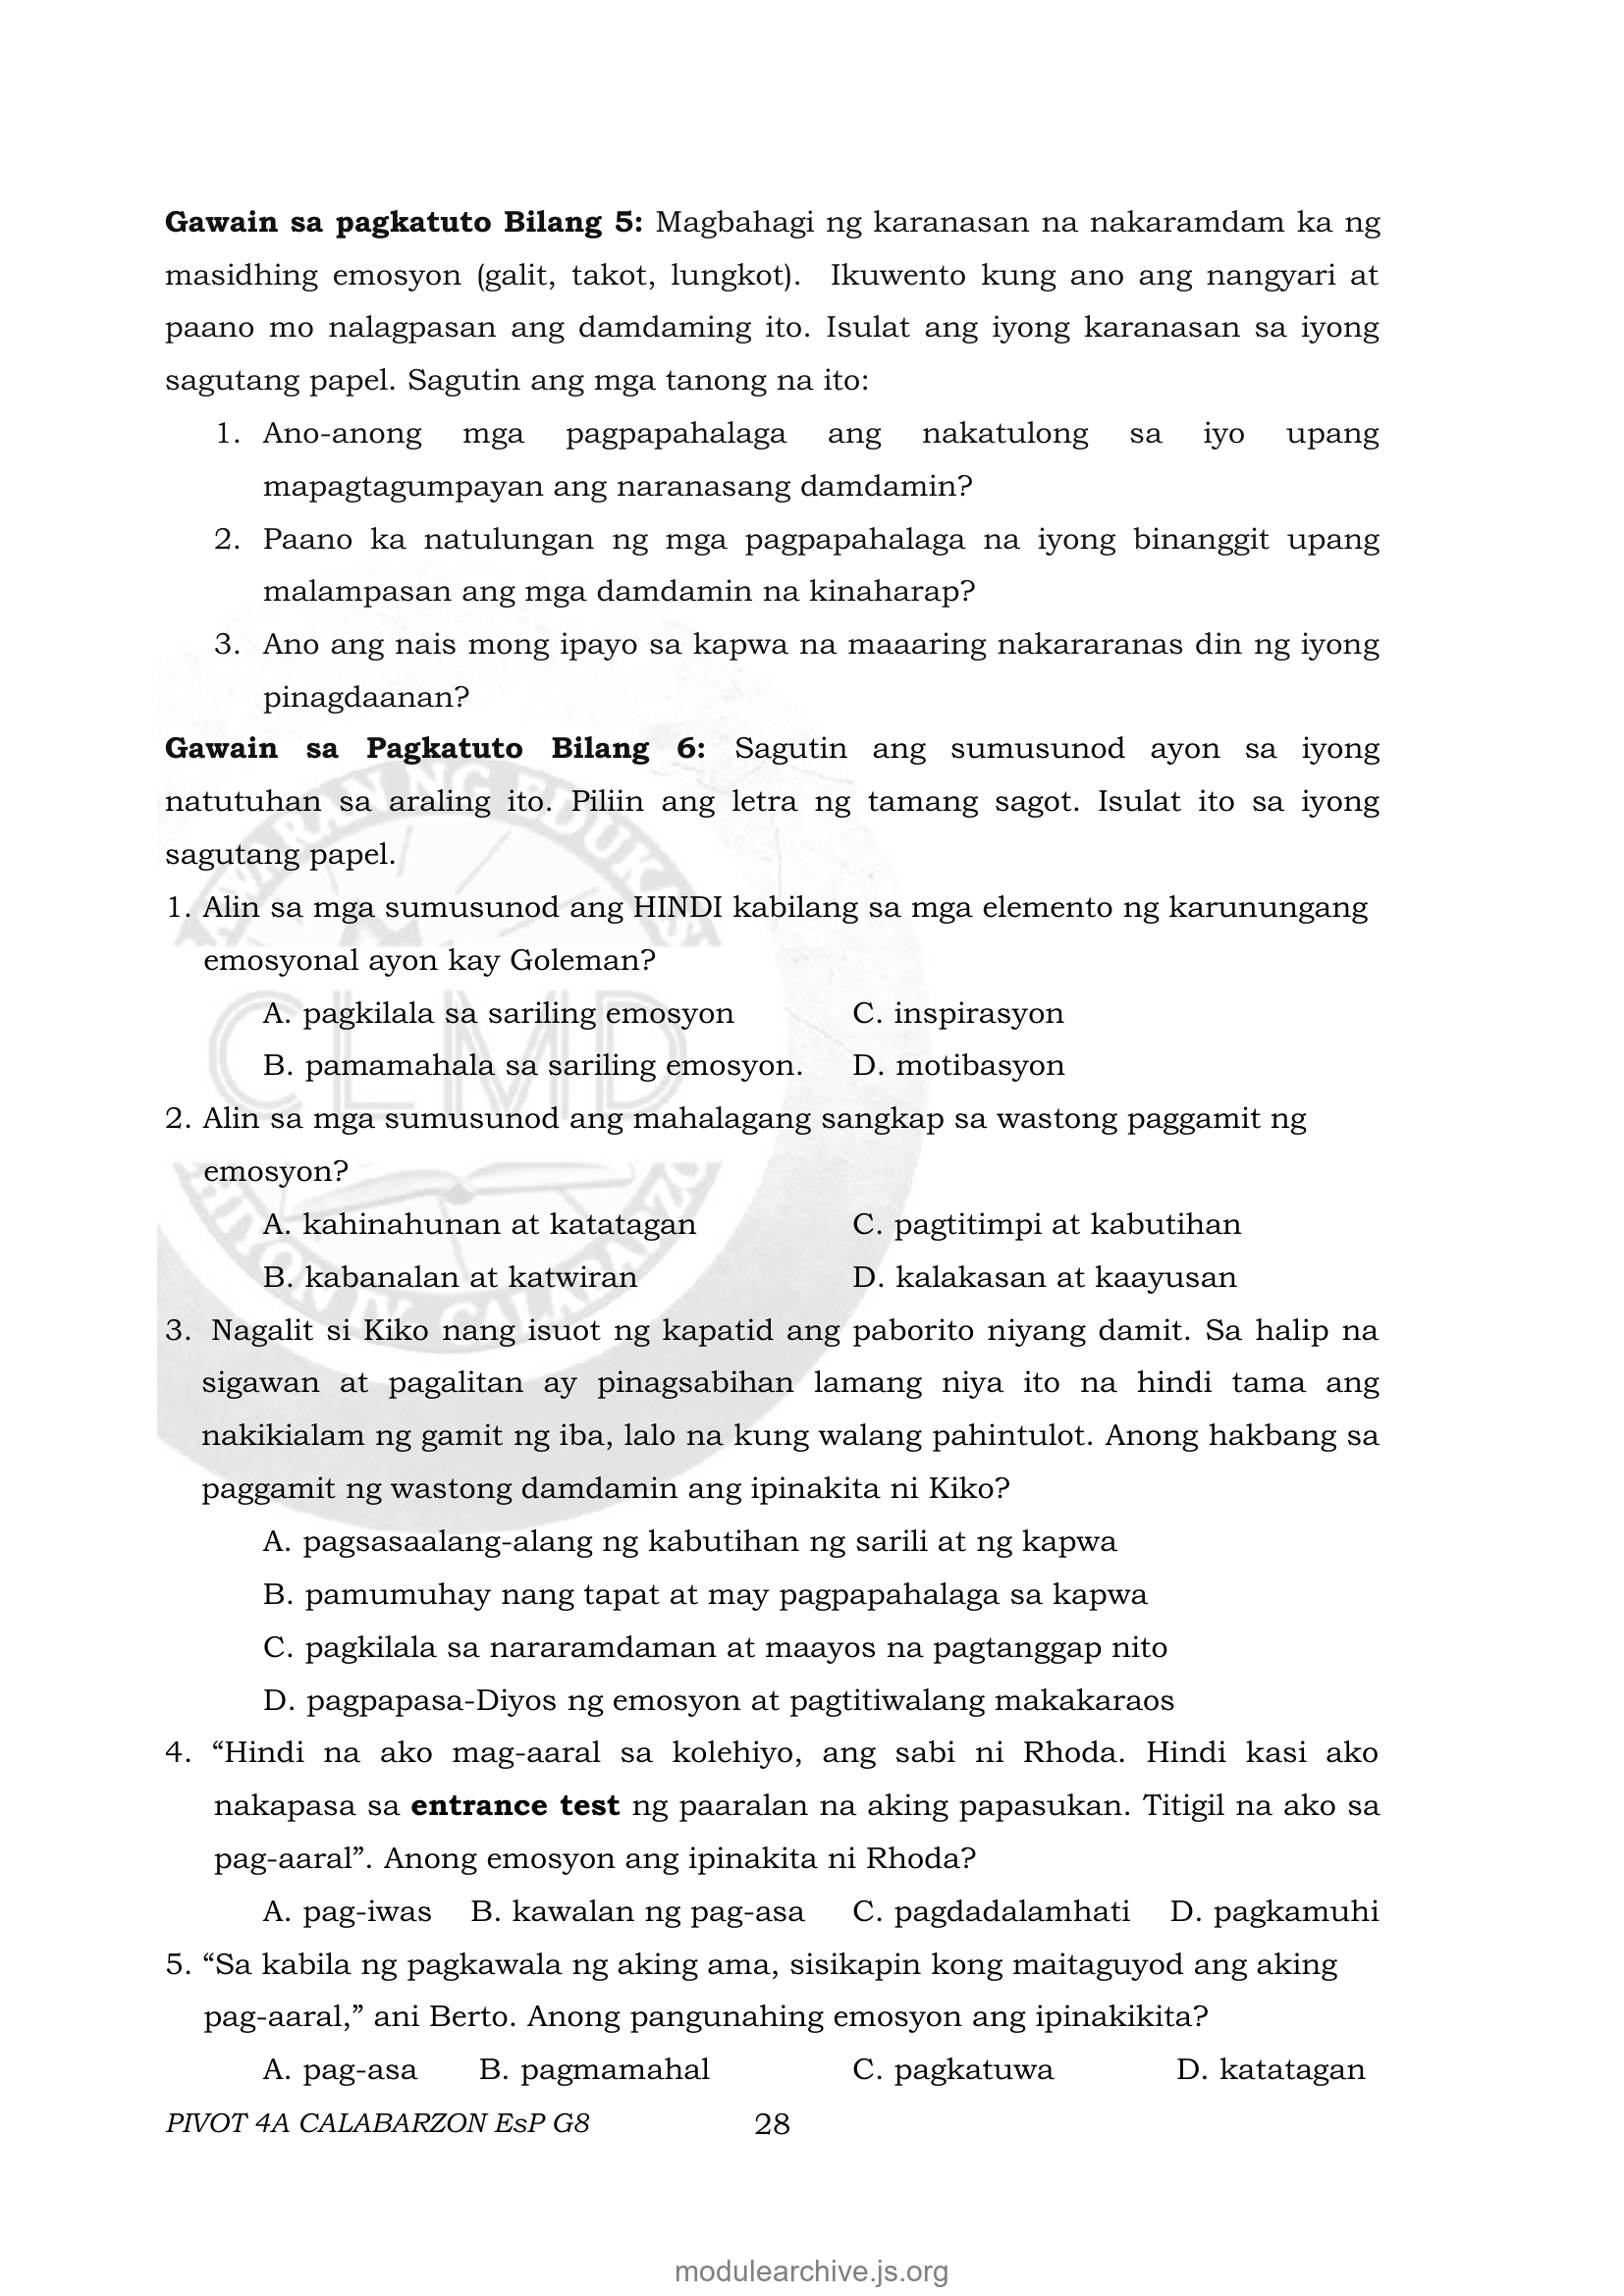 Gawain sa pagkatuto Bilang 5: Magbahagi ng karanasan na nakaramdam ka ng
masidhing emosyon (galit, takot, lungkot). Ikuwento kung ano ang nangyari at
paano mo nalagpasan ang damdaming ito. Isulat ang iyong karanasan sa iyong
sagutang papel. Sagutin ang mga tanong na ito:
1. Ano-anong mga pagpapahalaga ang nakatulong sa iyo upang
mapagtagumpayan ang naranasang damdamin?
2. Paano ka natulungan ng mga pagpapahalaga na iyong binanggit upang
malampasan ang mga damdamin na kinaharap?
3. Ano ang nais mong ipayo sa kapwa na maaaring nakararanas din ng iyong
pinagdaanan?
Gawain sa Pagkatuto Bilang 6: Sagutin ang sumusunod ayon sa iyong
natutuhan sa araling ito. Piliin ang letra ng tamang sagot. Isulat ito sa iyong
sagutang papel.
1. Alin sa mga sumusunod ang HINDI kabilang sa mga elemento ng karunungang
emosyonal ayon kay Goleman?
A. pagkilala sa sariling emosyon C. inspirasyon
B. pamamahala sa sariling emosyon. D. motibasyon
2. Alin sa mga sumusunod ang mahalagang sangkap sa wastong paggamit ng
emosyon?
A. kahinahunan at katatagan C. pagtitimpi at kabutihan
B. kabanalan at katwiran D. kalakasan at kaayusan
3. Nagalit si Kiko nang isuot ng kapatid ang paborito niyang damit. Sa halip na
sigawan at pagalitan ay pinagsabihan lamang niya ito na hindi tama ang
nakikialam ng gamit ng iba, lalo na kung walang pahintulot. Anong hakbang sa
paggamit ng wastong damdamin ang ipinakita ni Kiko?
A. pagsasaalang-alang ng kabutihan ng sarili at ng kapwa
B. pamumuhay nang tapat at may pagpapahalaga sa kapwa
C. pagkilala sa nararamdaman at maayos na pagtanggap nito
D. pagpapasa-Diyos ng emosyon at pagtitiwalang makakaraos
4. “Hindi na ako mag-aaral sa kolehiyo, ang sabi ni Rhoda. Hindi kasi ako
nakapasa sa entrance test ng paaralan na aking papasukan. Titigil na ako sa
pag-aaral”. Anong emosyon ang ipinakita ni Rhoda?
A. pag-iwas B. kawalan ng pag-asa C. pagdadalamhati D. pagkamuhi
5. “Sa kabila ng pagkawala ng aking ama, sisikapin kong maitaguyod ang aking
pag-aaral,” ani Berto. Anong pangunahing emosyon ang ipinakikita?
A. pag-asa B. pagmamahal C. pagkatuwa D. katatagan
PIVOT 4A CALABARZON EsP G8 28
CLMD
modulearchive.js.org